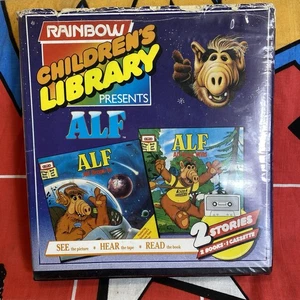 RAINBOW
CHILDREN'S
LIBRARY
PRESENTS
ALF
ALF
ALF
2 STORIES
2 BOOKS • 1 CASSETTE
SEE the picture • HEAR the tape • READ the book